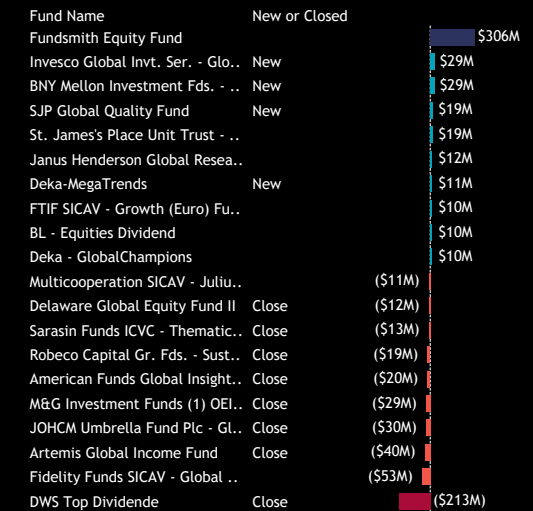 Fund Name New or Closed
Fundsmith Equity Fund $306M
Invesco Global Invt. Ser. - Glo.. New $29M
BNY Mellon Investment Fds. - .. New $29M
SJP Global Quality Fund New $19M
St. James's Place Unit Trust - .. $19M
Janus Henderson Global Resea.. $12M
Deka-MegaTrends New $11M
FTIF SICAV - Growth (Euro) Fu.. $10M
BL - Equities Dividend $10M
Deka - GlobalChampions $10M
Multicooperation SICAV - Juliu.. ($11M)
Delaware Global Equity Fund II Close ($12M)
Sarasin Funds ICVC - Thematic.. Close ($13M)
Robeco Capital Gr. Fds. - Sust.. Close ($19M)
American Funds Global Insight.. Close ($20M)
M&G Investment Funds (1) OEI.. Close ($29M)
JOHCM Umbrella Fund Plc - Gl.. Close ($30M)
Artemis Global Income Fund Close ($40M)
Fidelity Funds SICAV - Global .. ($53M)
DWS Top Dividende Close ($213M)